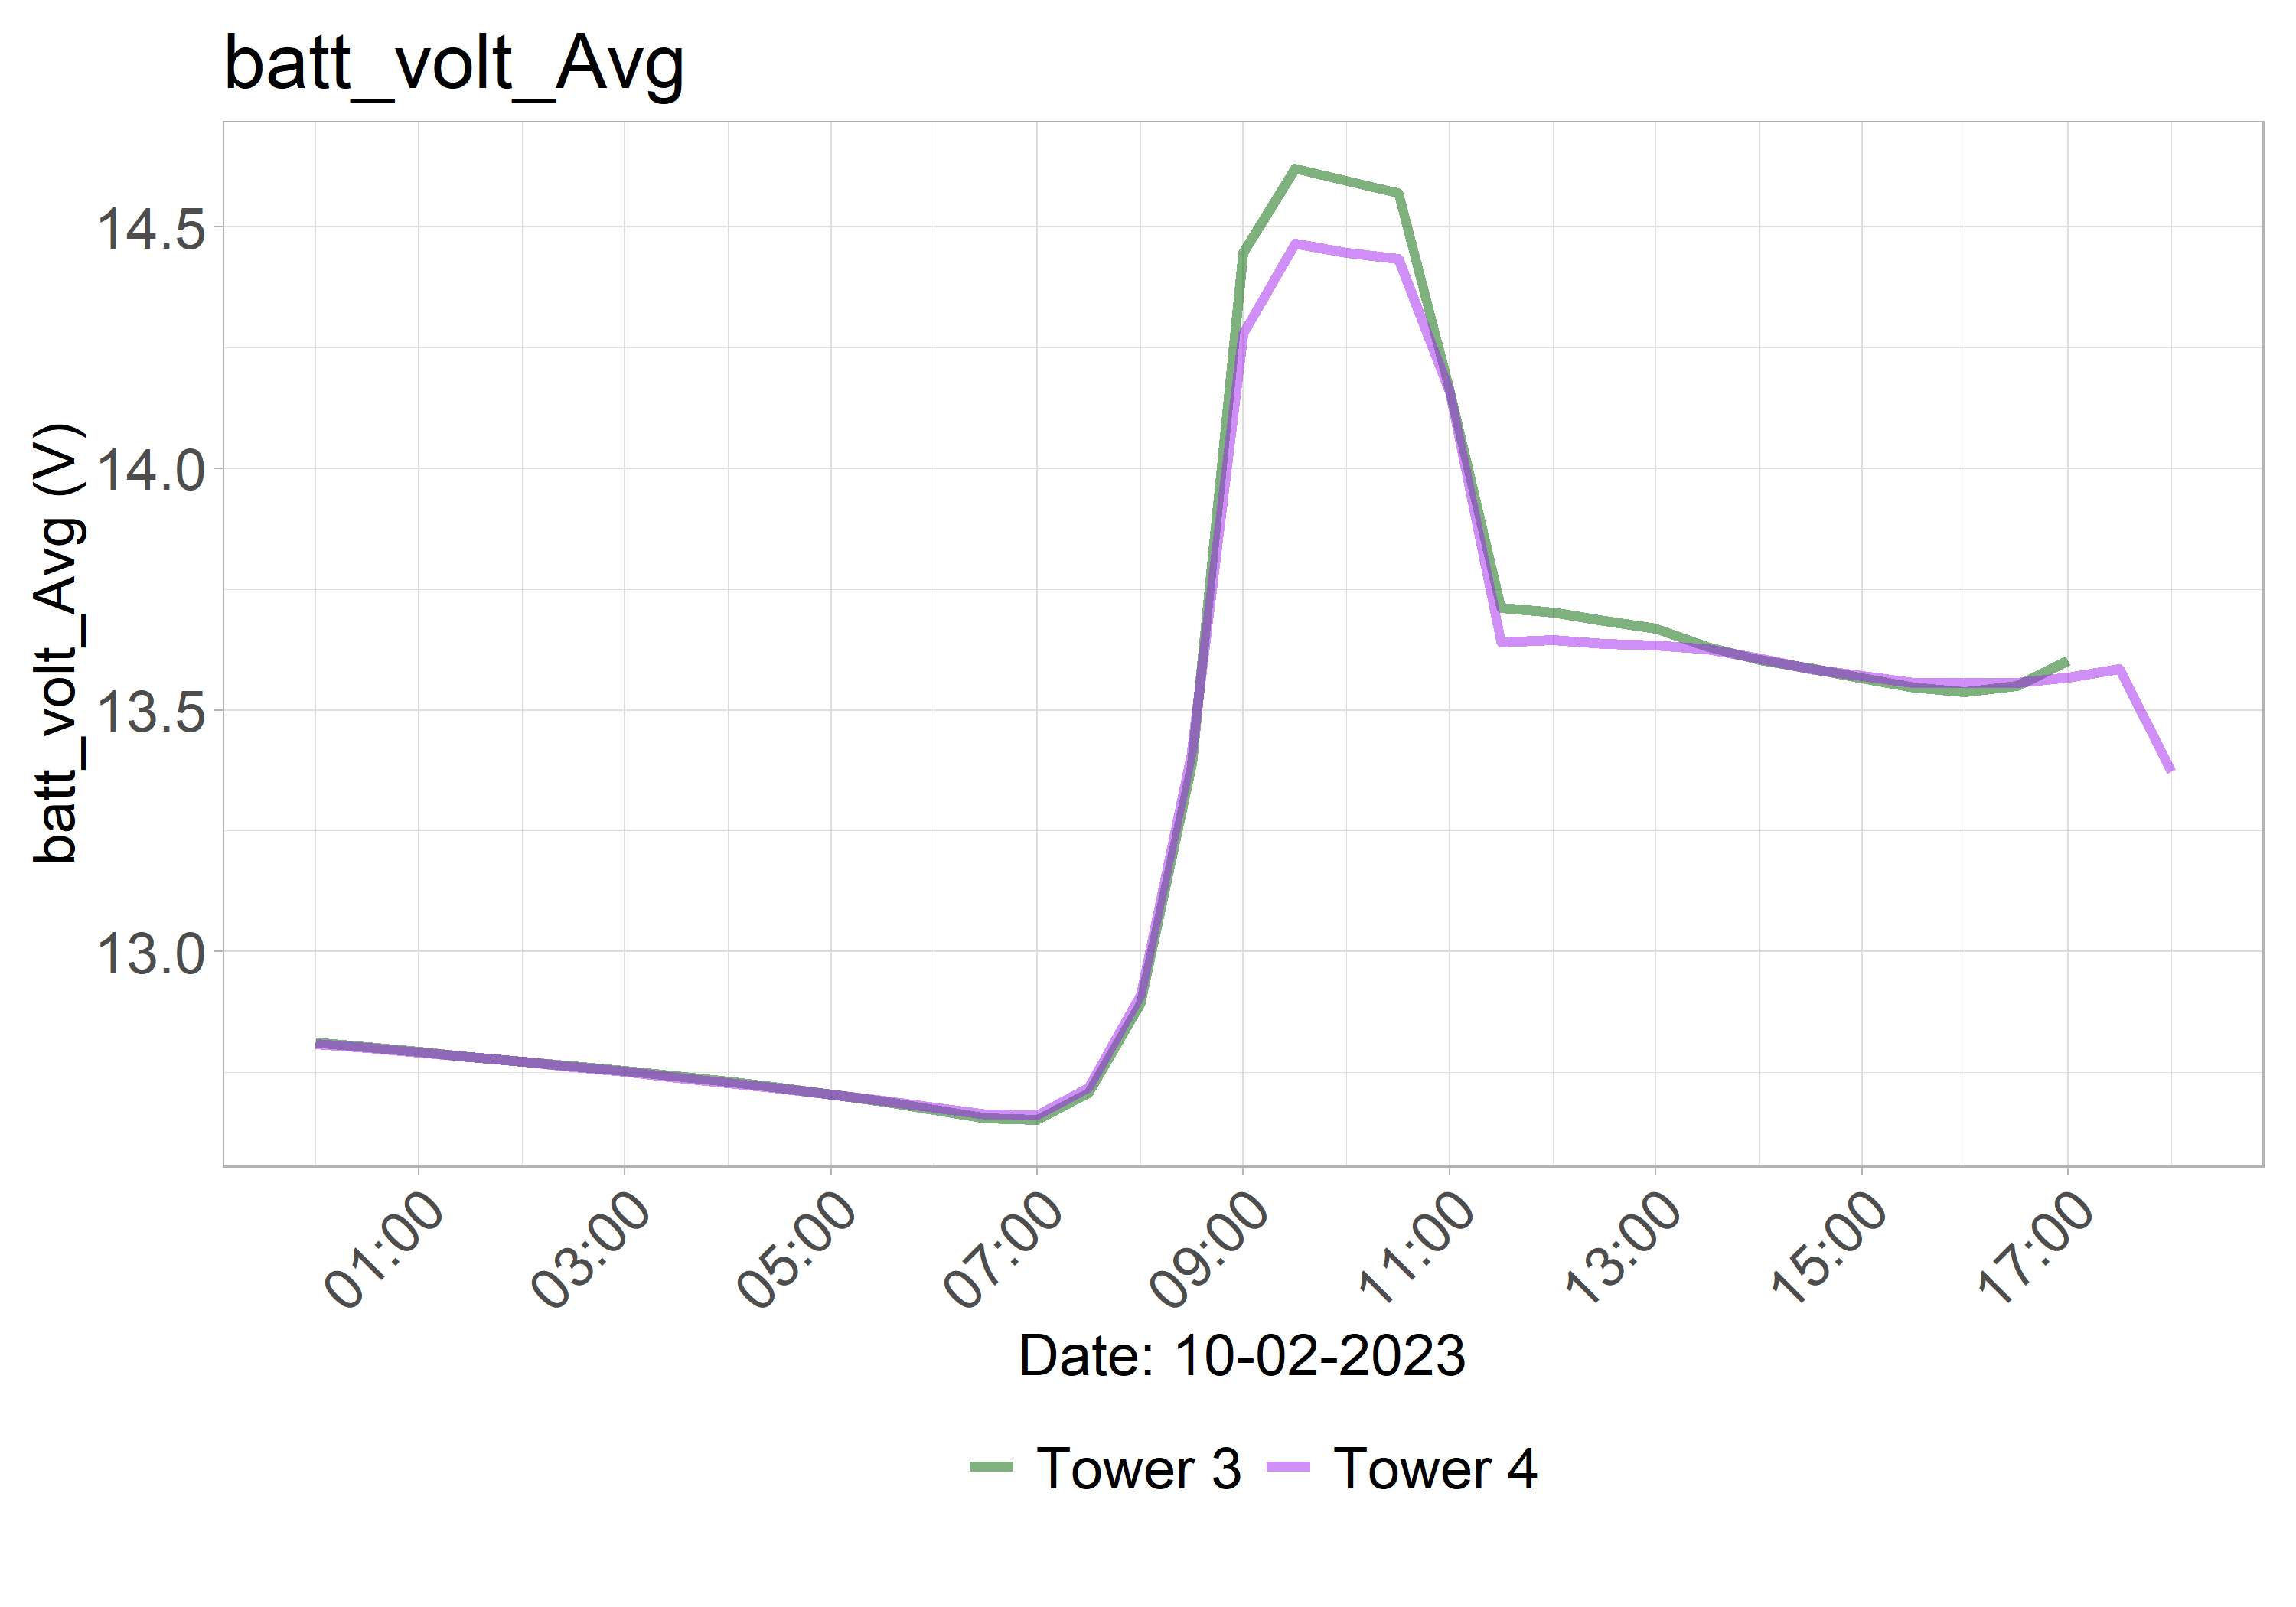 batt_volt_Avg
batt_volt_Avg (V)
14.5
14.0
13.5
13.0
01:00 03:00 05:00 07:00 09:00 11:00 13:00 15:00 17:00
Date: 10-02-2023
Tower 3 Tower 4